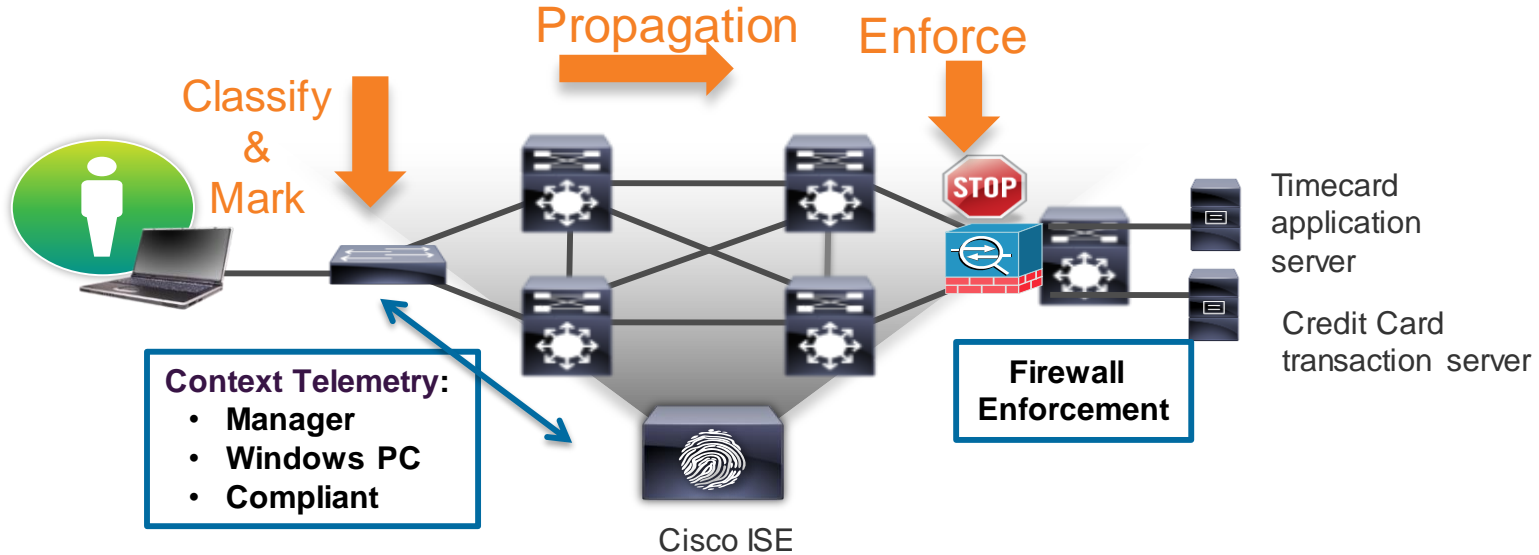 Propagation
Enforce
Classify
&
Mark
STOP
Timecard
application
server
Credit Card
transaction server
Context Telemetry:
• Manager
• Windows PC
• Compliant
Firewall
Enforcement
Cisco ISE